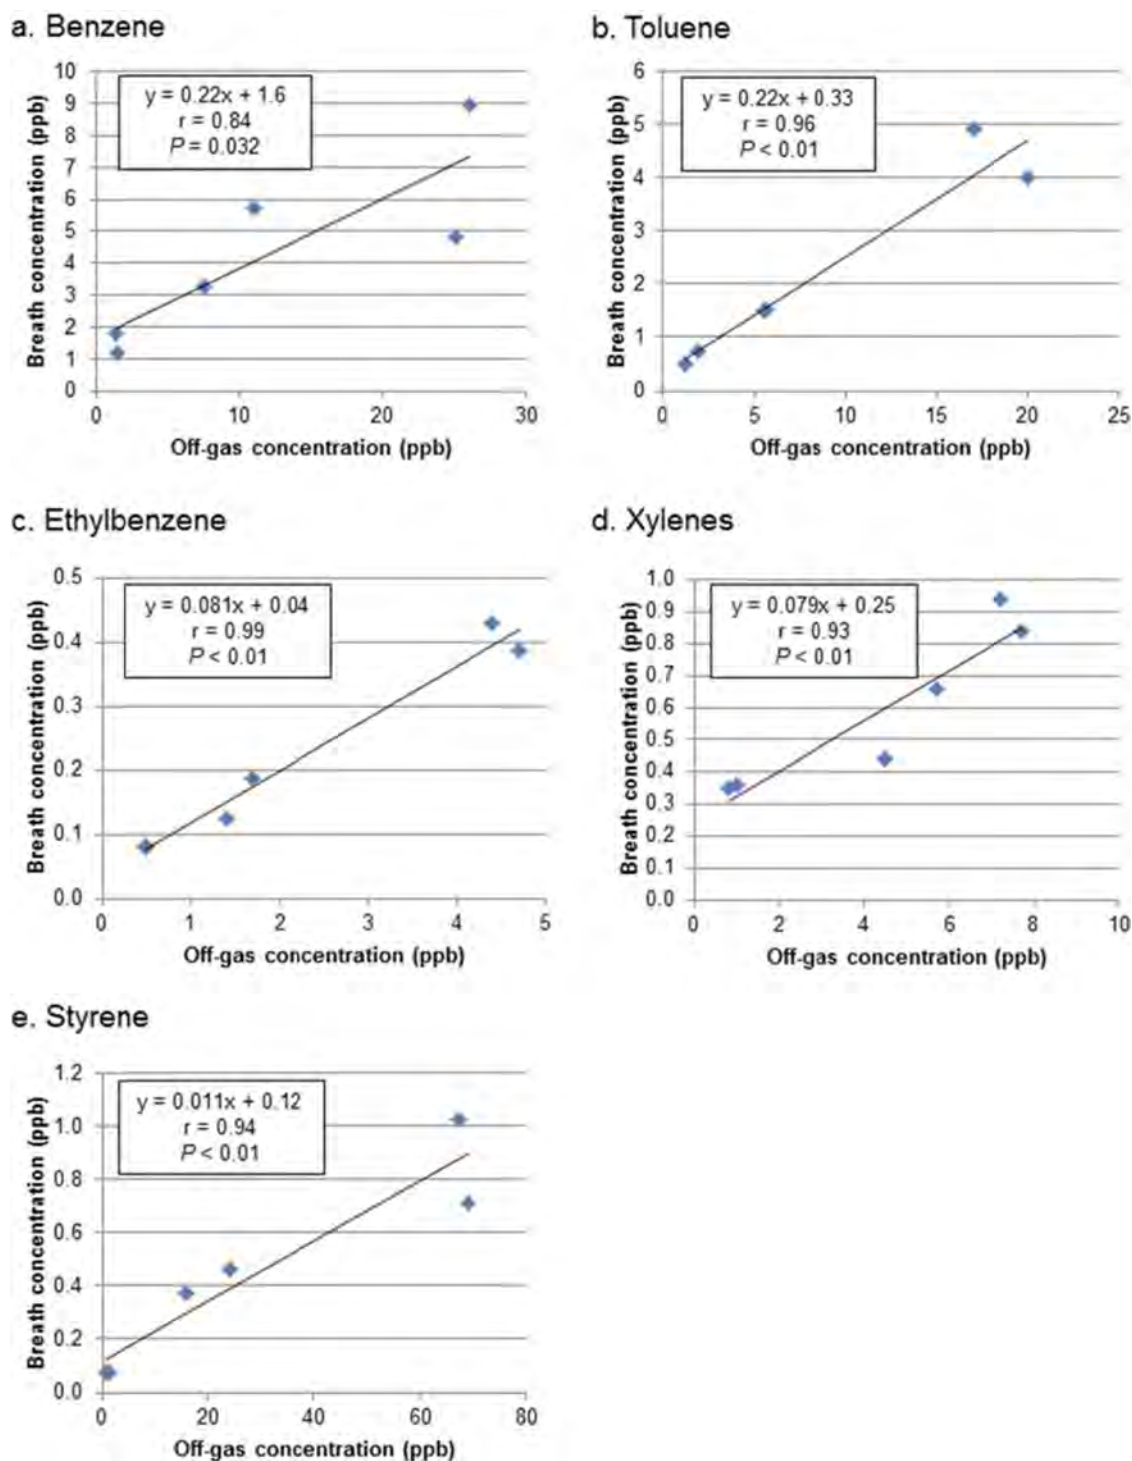 a. Benzene
10
9
8
7
6
5
4
3
2
1
0
Breath concentration (ppb)
y = 0.22x + 1.6
r = 0.84
P = 0.032
0 10 20 30
Off-gas concentration (ppb)
b. Toluene
6
5
4
3
2
1
0
Breath concentration (ppb)
y = 0.22x + 0.33
r = 0.96
P < 0.01
0 5 10 15 20 25
Off-gas concentration (ppb)
c. Ethylbenzene
0.5
0.4
0.3
0.2
0.1
0.0
Breath concentration (ppb)
y = 0.081x + 0.04
r = 0.99
P < 0.01
0 1 2 3 4 5
Off-gas concentration (ppb)
d. Xylenes
1.0
0.9
0.8
0.7
0.6
0.5
0.4
0.3
0.2
0.1
0.0
Breath concentration (ppb)
y = 0.079x + 0.25
r = 0.93
P < 0.01
0 2 4 6 8 10
Off-gas concentration (ppb)
e. Styrene
1.2
1.0
0.8
0.6
0.4
0.2
0.0
Breath concentration (ppb)
y = 0.011x + 0.12
r = 0.94
P < 0.01
0 20 40 60 80
Off-gas concentration (ppb)